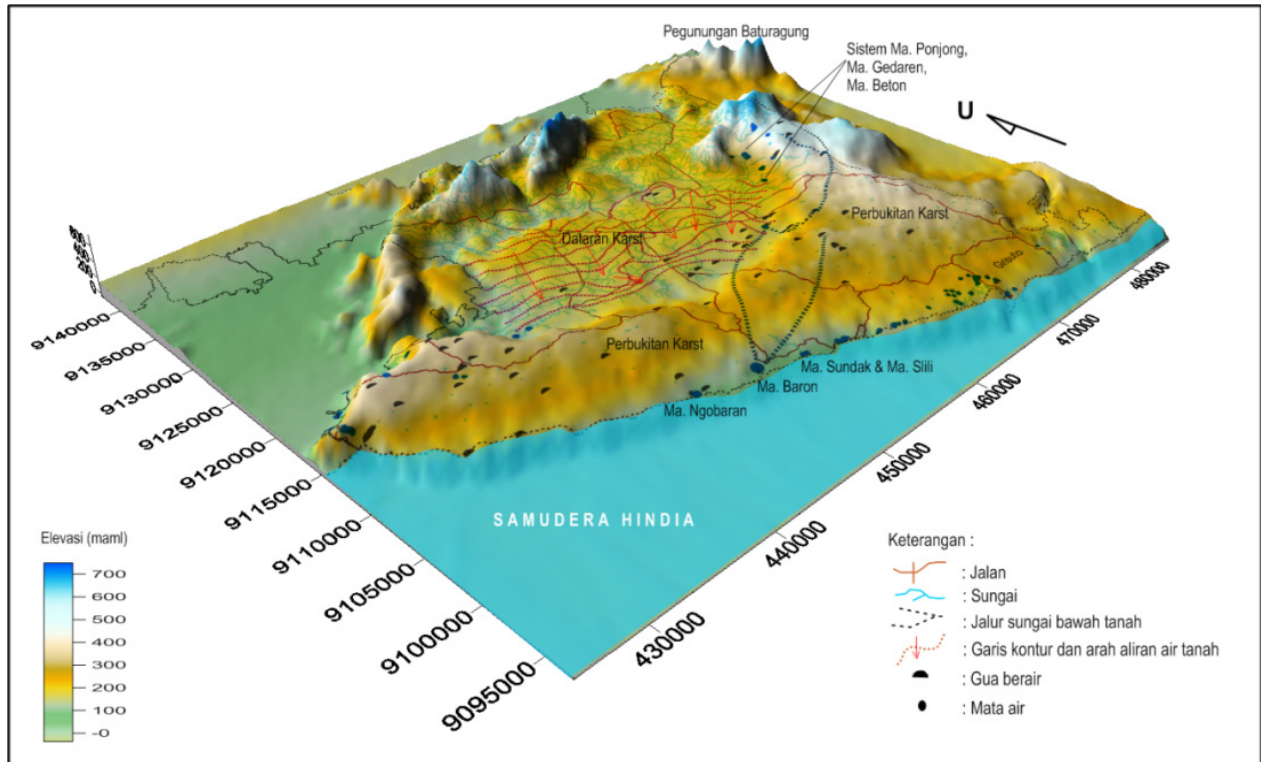 Pegunungan Baturagung
Sistem Ma. Ponjong,
Ma. Gedaren,
Ma. Beton
U
Perbukitan Karst
Dataran Karst
Perbukitan Karst
Ma. Sundak & Ma. Slili
Ma. Baron
Ma. Ngobaran
SAMUDERA HINDIA
9140000
9135000
9130000
9125000
9120000
9115000
9110000
9105000
9100000
9095000
430000
440000
450000
460000
470000
480000
Elevasi (maml)
700
600
500
400
300
200
100
-0
Keterangan :
: Jalan
: Sungai
: Jalur sungai bawah tanah
: Garis kontur dan arah aliran air tanah
: Gua berair
: Mata air